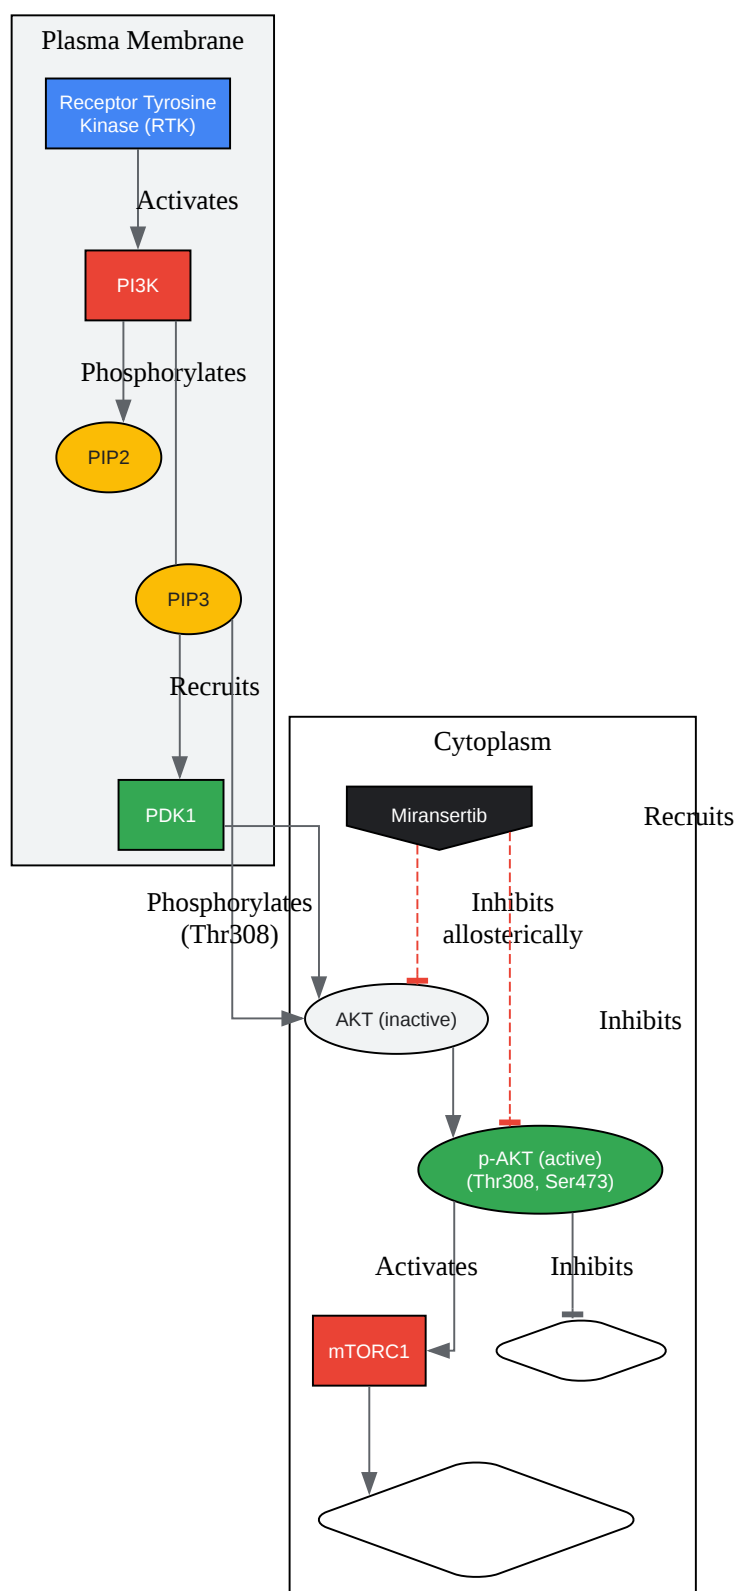 Plasma Membrane
Receptor Tyrosine
Kinase (RTK)
Activates
PI3K
Phosphorylates
PIP2
PIP3
Recruits
Cytoplasm
PDK1
Miransertib
Recruits
Phosphorylates
(Thr308)
Inhibits
allosterically
AKT (inactive)
Inhibits
p-AKT (active)
(Thr308, Ser473)
Activates
Inhibits
mTORC1